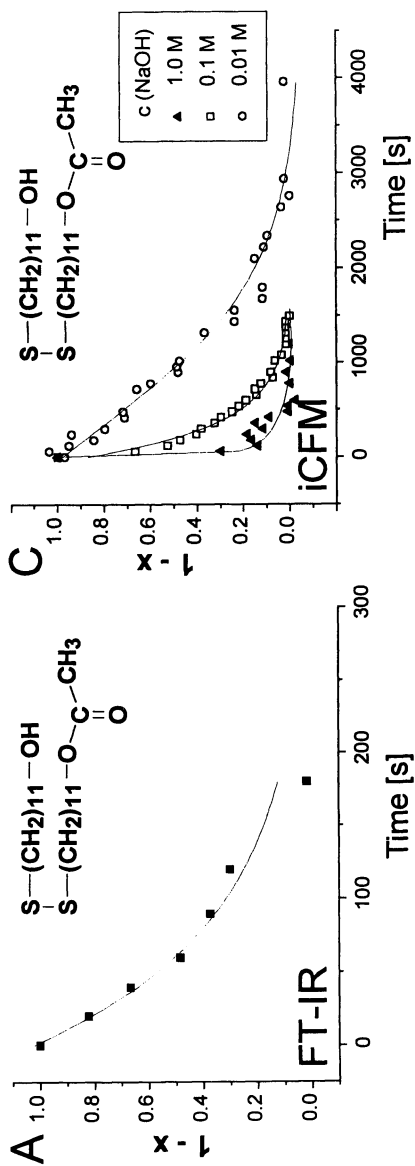 A
S—(CH2)11—OH
S—(CH2)11—O
C
CH3
O
1.0
0.8
0.6
0.4
0.2
0.0
1 - x
FT-IR
0
100
200
300
Time [s]
C
S—(CH2)11—OH
S—(CH2)11—O
C
CH3
O
c (NaOH)
1.0 M
0.1 M
0.01 M
1.0
0.8
0.6
0.4
0.2
0.0
1 - x
iCFM
0
1000
2000
3000
4000
Time [s]